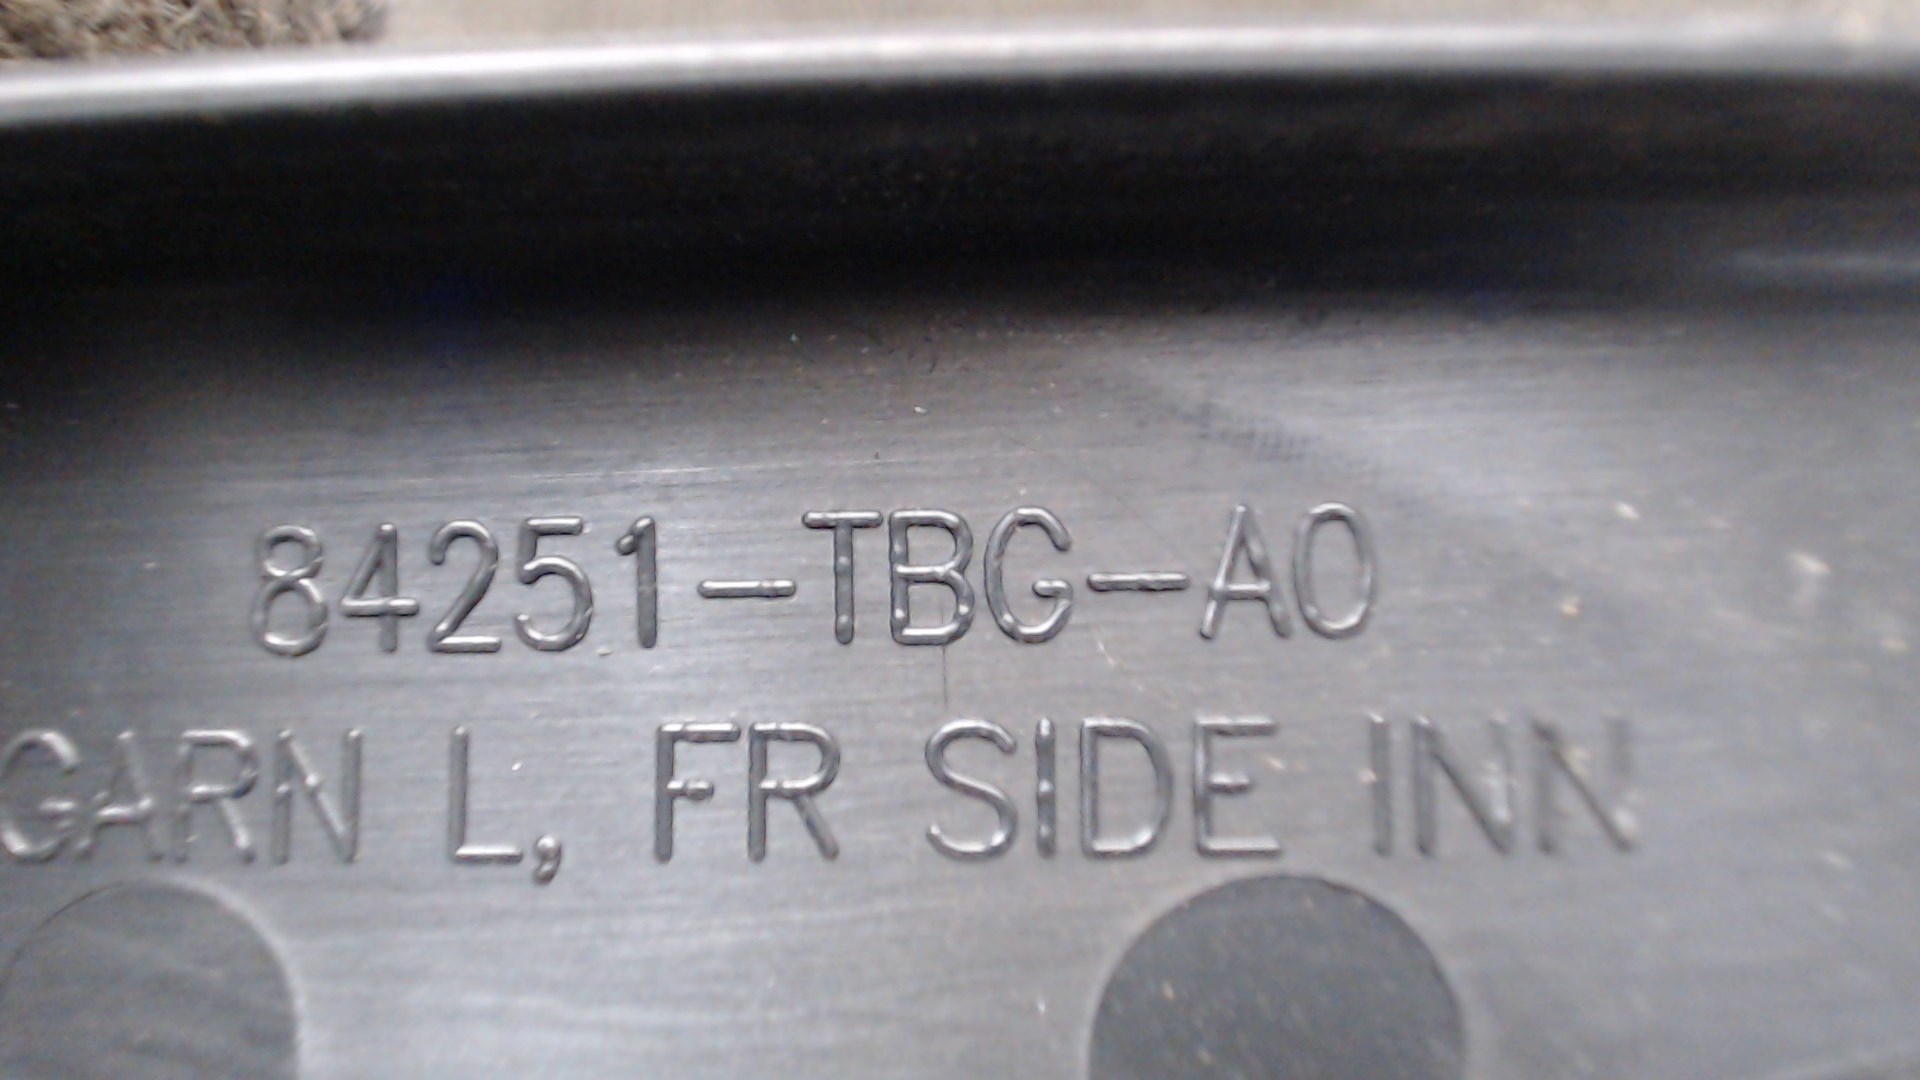 84251-TBG-A0
GARN L, FR SIDE INN